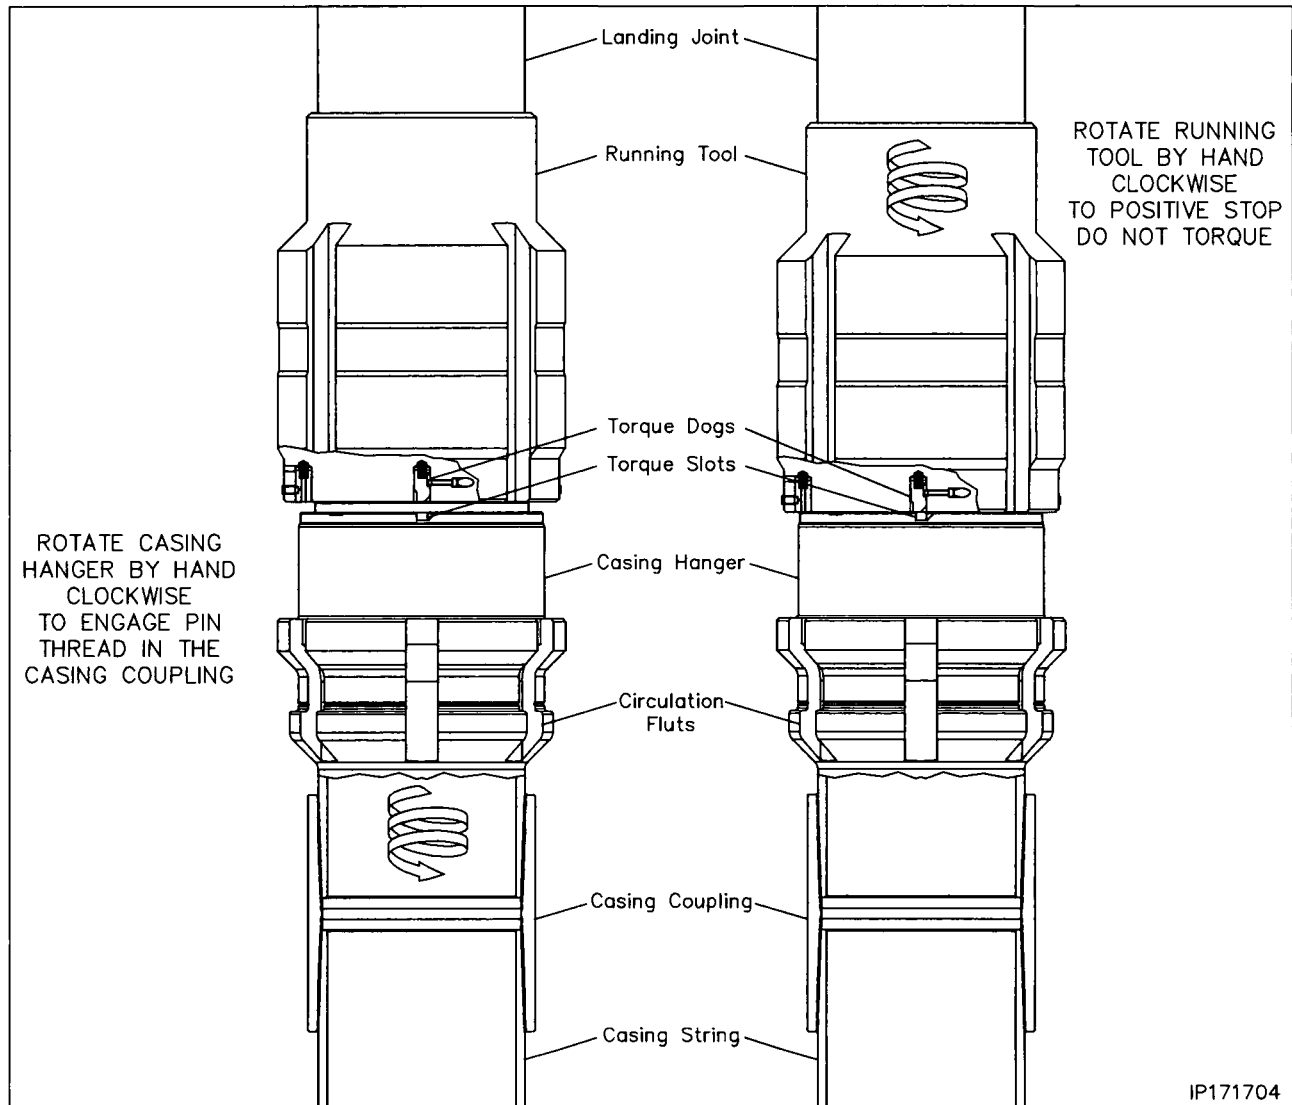 Landing Joint
Running Tool
ROTATE RUNNING
TOOL BY HAND
CLOCKWISE
TO POSITIVE STOP
DO NOT TORQUE
Torque Dogs
Torque Slots
ROTATE CASING
HANGER BY HAND
CLOCKWISE
TO ENGAGE PIN
THREAD IN THE
CASING COUPLING
Casing Hanger
Circulation
Fluts
Casing Coupling
Casing String
IP171704